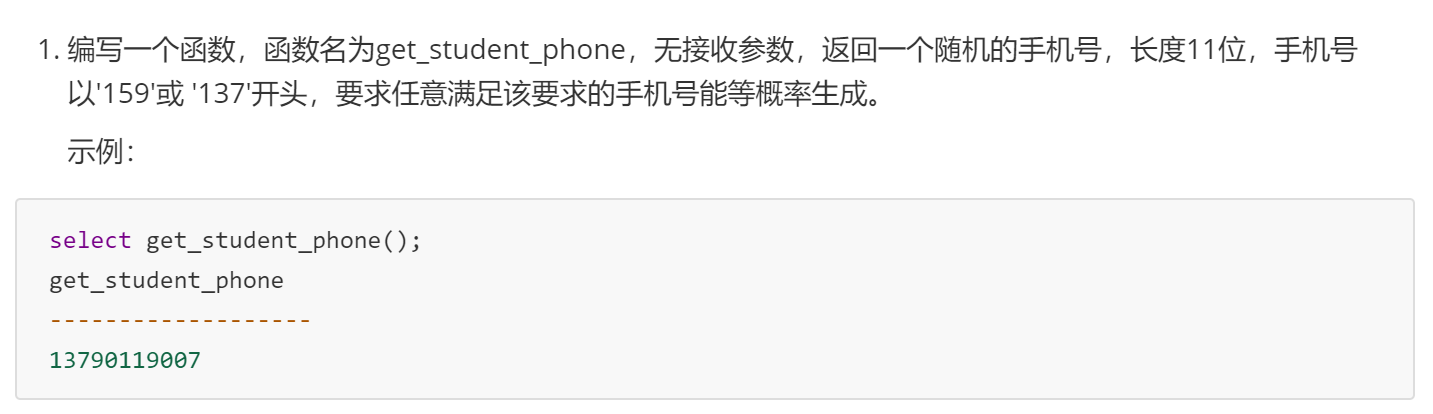 1. 编写一个函数，函数名为get_student_phone，无接收参数，返回一个随机的手机号，长度11位，手机号
以'159'或 '137'开头，要求任意满足该要求的手机号能等概率生成。
示例：
select get_student_phone();
get_student_phone
-------------------
13790119007